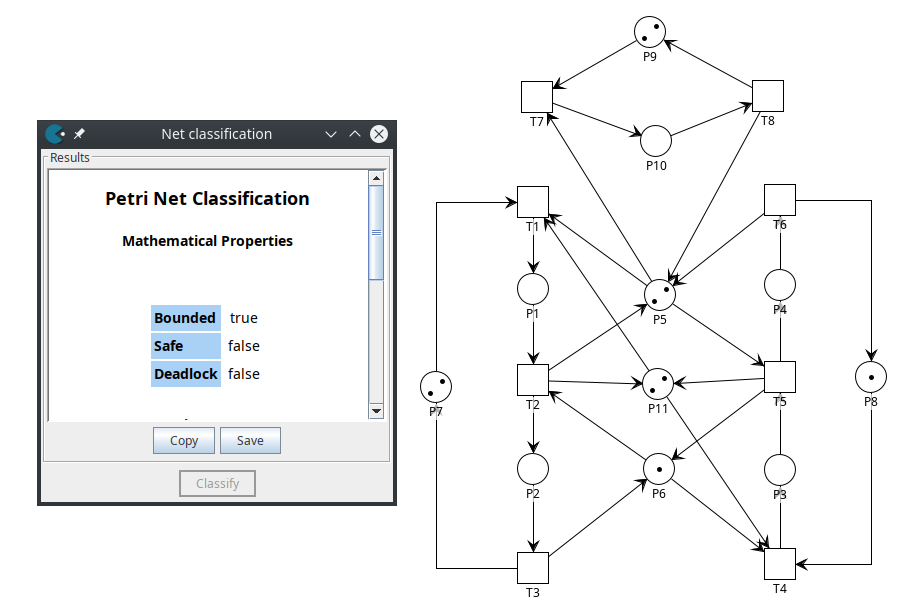 Net classification
Results
Petri Net Classification
Mathematical Properties
Bounded true
Safe false
Deadlock false
Copy Save
Classify
P9
T7
T8
P10
T1
T6
P1
P5
P4
P7
T2
P11
T5
P8
P2
P6
P3
T3
T4